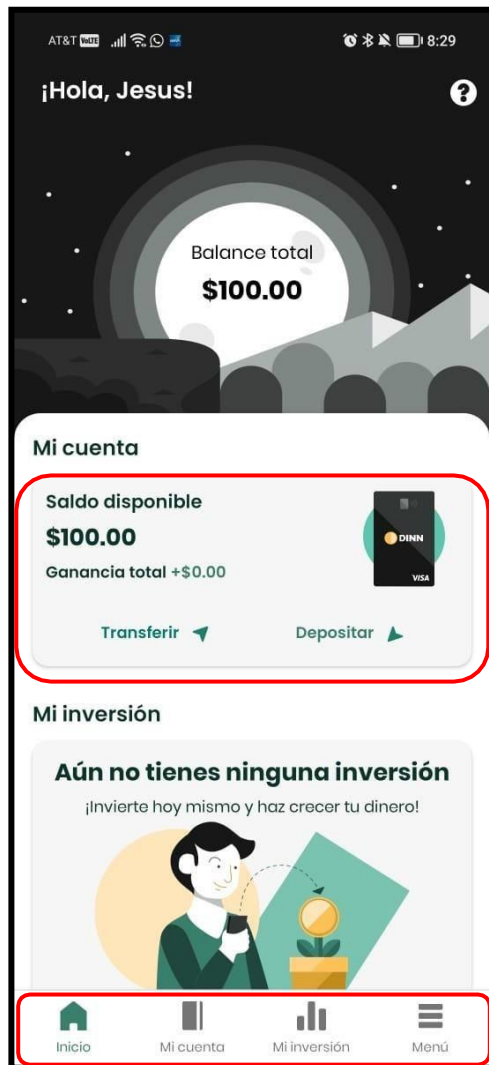 AT&T VoLTE 8:29
¡Hola, Jesus!
?
Balance total
$100.00
Mi cuenta
Saldo disponible
$100.00
Ganancia total +$0.00
DINN
VISA
Transferir
Depositar
Mi inversión
Aún no tienes ninguna inversión
¡Invierte hoy mismo y haz crecer tu dinero!
Inicio
Mi cuenta
Mi inversión
Menú